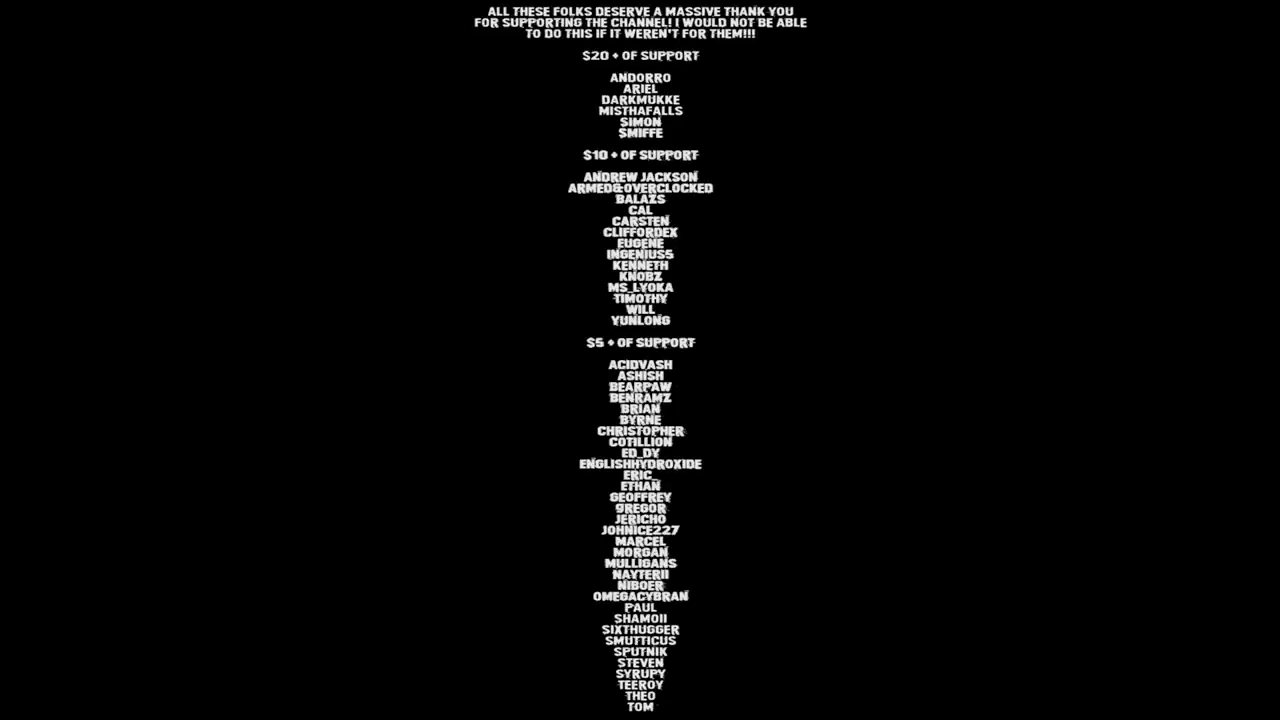 ALL THESE FOLKS DESERVE A MASSIVE THANK YOU
FOR SUPPORTING THE CHANNEL! I WOULD NOT BE ABLE
TO DO THIS IF IT WEREN'T FOR THEM!!!
$20 + OF SUPPORT
ANDORRO
ARIEL
DARKMUKKE
MISTHAFALLS
SIMON
SMIFFE
$10 + OF SUPPORT
ANDREW JACKSON
ARMED&OVERCLOCKED
BALAZS
CAL
CARSTEN
CLIFFORDEX
EUGENE
INGENIUS5
KENNETH
KNOBZ
MS_LYOKA
TIMOTHY
WILL
YUNLONG
$5 + OF SUPPORT
ACIDVASH
ASHISH
BEARPAW
BENRAMZ
BRIAN
BYRNE
CHRISTOPHER
COTILLION
ED_DY
ENGLISHHYDROXIDE
ERIC_
ETHAN
GEOFFREY
GREGOR
JERICHO
JOHNICE227
MARCEL
MORGAN
MULLIGANS
NAYTERII
NIBOER
OMEGACYBRAN
PAUL
SHAMOII
SIXTHUGGER
SMUTTICUS
SPUTNIK
STEVEN
SYRUPY
TEEROY
THEO
TOM